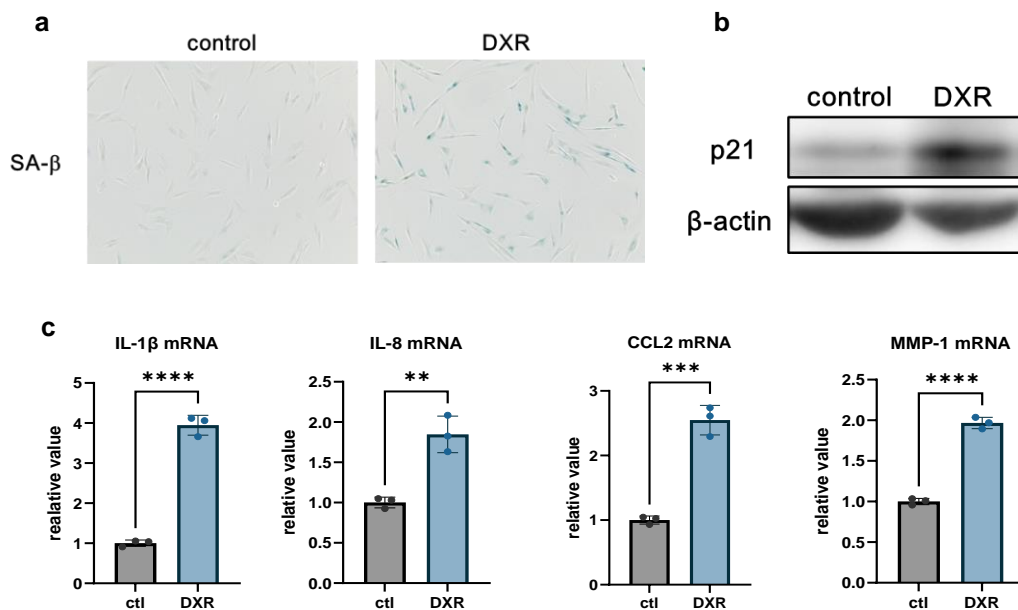 a
control DXR
SA-β
b
control DXR
p21
β-actin
c
IL-1β mRNA
****
realative value
5
4
3
2
1
0
ctl DXR
IL-8 mRNA
**
relative value
2.5
2.0
1.5
1.0
0.5
0.0
ctl DXR
CCL2 mRNA
***
relative value
3
2
1
0
ctl DXR
MMP-1 mRNA
****
relative value
2.5
2.0
1.5
1.0
0.5
0.0
ctl DXR